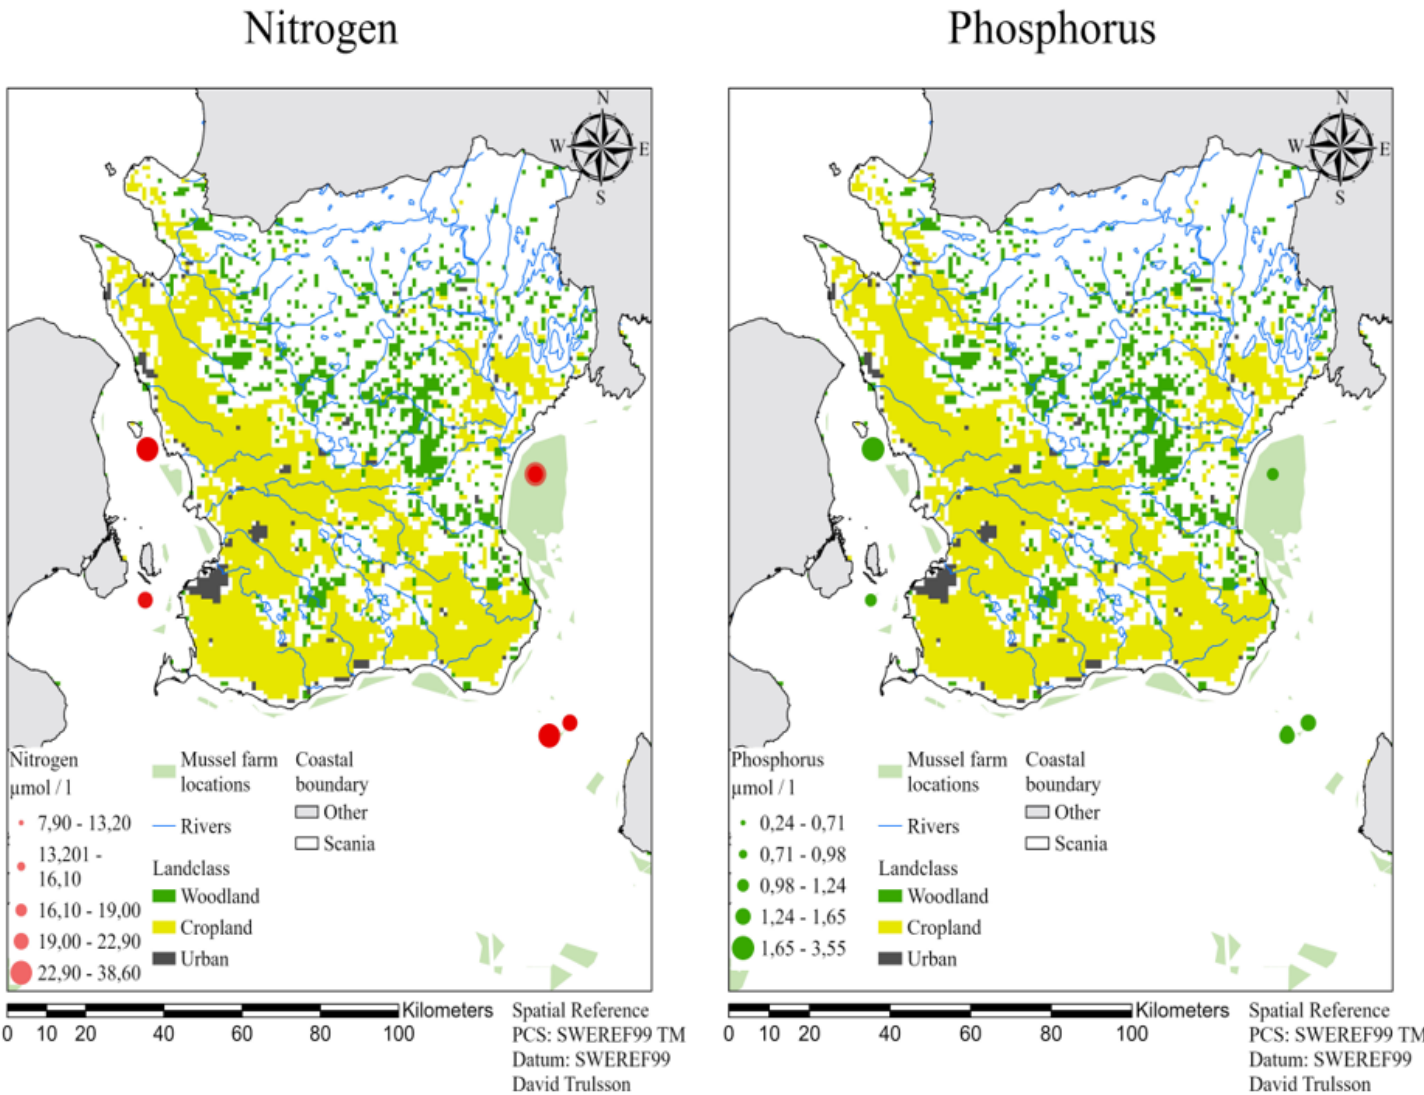 Nitrogen
Phosphorus
N
W
E
S
N
W
E
S
Nitrogen
µmol / l
7,90 - 13,20
13,201 -
16,10
16,10 - 19,00
19,00 - 22,90
22,90 - 38,60
Mussel farm
locations
Rivers
Landclass
Woodland
Cropland
Urban
Coastal
boundary
Other
Scania
Phosphorus
µmol / l
0,24 - 0,71
0,71 - 0,98
0,98 - 1,24
1,24 - 1,65
1,65 - 3,55
Mussel farm
locations
Rivers
Landclass
Woodland
Cropland
Urban
Coastal
boundary
Other
Scania
Kilometers
0 10 20 40 60 80 100
Spatial Reference
PCS: SWEREF99 TM
Datum: SWEREF99
David Trulsson
Kilometers
0 10 20 40 60 80 100
Spatial Reference
PCS: SWEREF99 TM
Datum: SWEREF99
David Trulsson